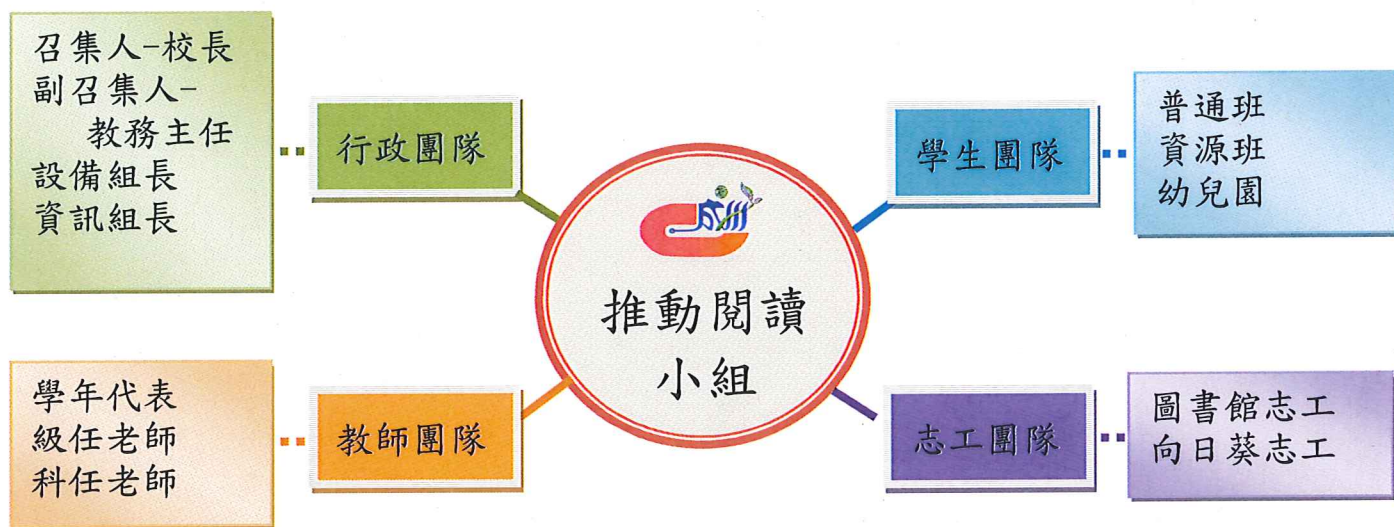 召集人-校長
副召集人-
教務主任
設備組長
資訊組長
行政團隊
學年代表
級任老師
科任老師
教師團隊
推動閱讀
小組
學生團隊
普通班
資源班
幼兒園
志工團隊
圖書館志工
向日葵志工